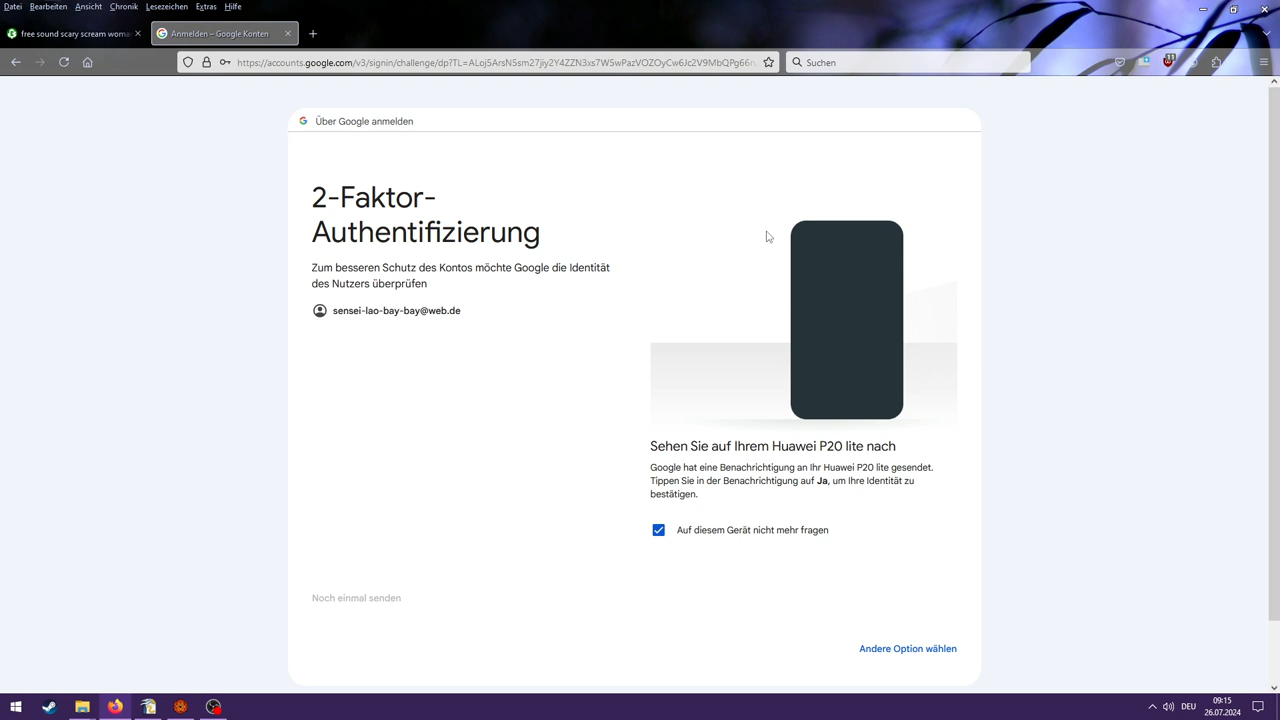 Datei Bearbeiten Ansicht Chronik Lesezeichen Extras Hilfe
free sound scary scream woma
Anmelden – Google Konten
Suchen
Über Google anmelden
2-Faktor-
Authentifizierung
Zum besseren Schutz des Kontos möchte Google die Identität
des Nutzers überprüfen
sensei-lao-bay-bay@web.de
Sehen Sie auf Ihrem Huawei P20 lite nach
Google hat eine Benachrichtigung an Ihr Huawei P20 lite gesendet.
Tippen Sie in der Benachrichtigung auf Ja, um Ihre Identität zu
bestätigen.
Auf diesem Gerät nicht mehr fragen
Noch einmal senden
Andere Option wählen
DEU
09:15
26.07.2024